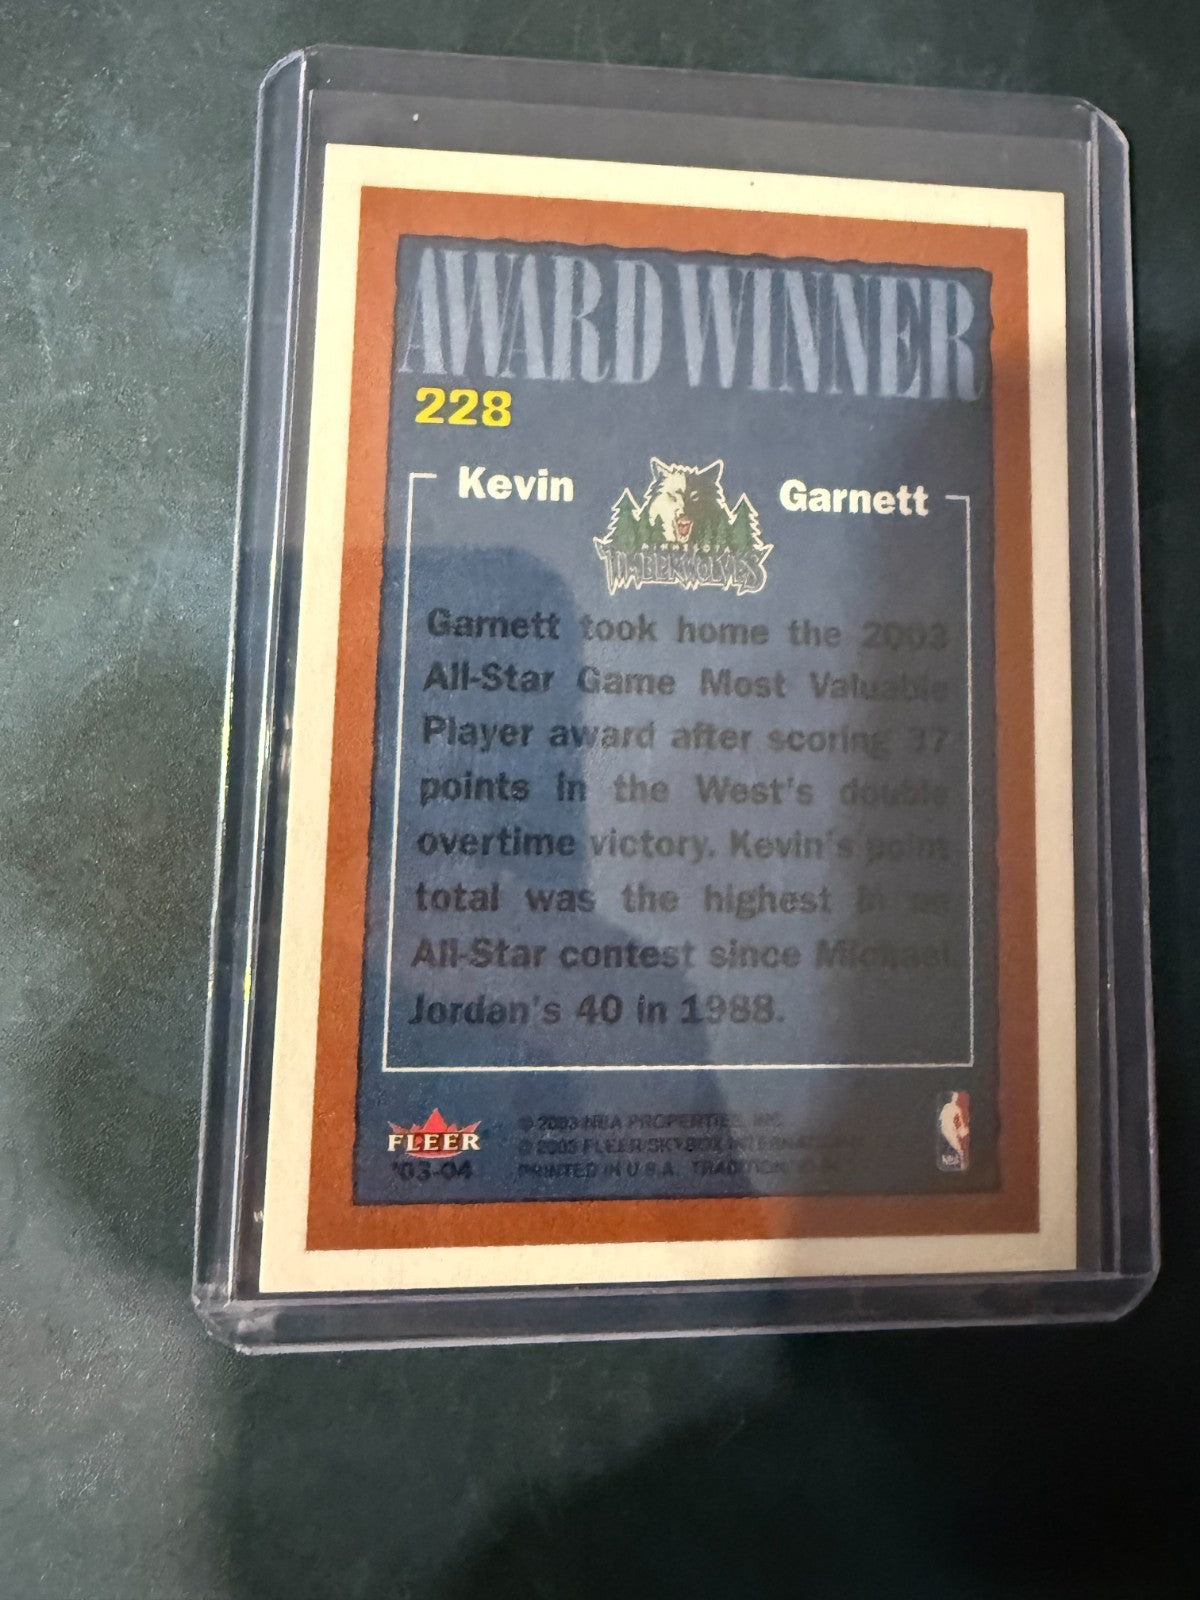 AWARD WINNER
228
Kevin Garnett
MINNESOTA
TIMBERWOLVES
Garnett took home the 2003
All-Star Game Most Valuable
Player award after scoring 37
points in the West's double
overtime victory. Kevin's point
total was the highest in an
All-Star contest since Michael
Jordan's 40 in 1988.
FLEER
'03-04
© 2003 NBA PROPERTIES, INC.
© 2003 FLEER/SKYBOX
PRINTED IN U.S.A. TRADITION
NBA